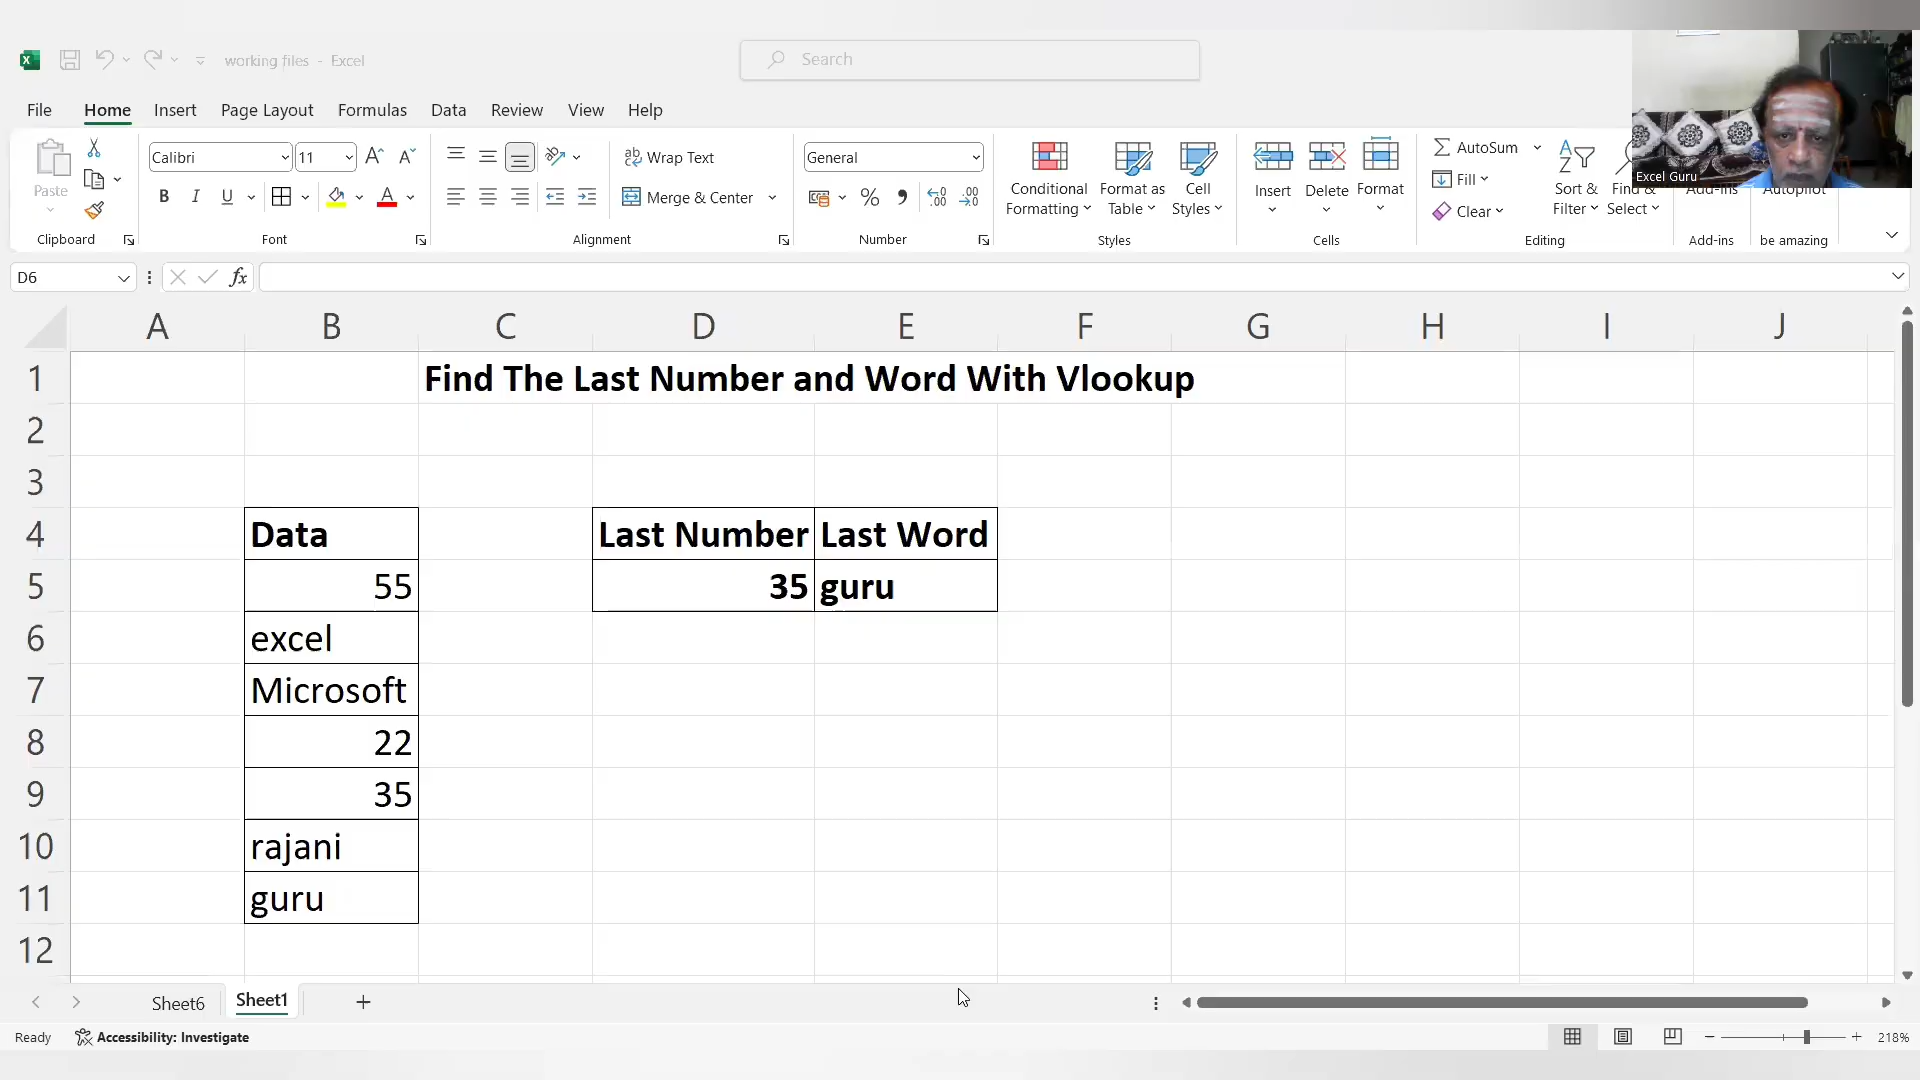 working files - Excel
Search
File Home Insert Page Layout Formulas Data Review View Help
Paste
Clipboard
Calibri 11
B I U
Font
Wrap Text
Merge & Center
Alignment
General
Number
Conditional Formatting
Format as Table
Cell Styles
Styles
Insert Delete Format
Cells
AutoSum
Fill
Clear
Sort & Filter
Find & Select
Editing
Add-ins
Add-ins
Autopilot
be amazing
Excel Guru
D6 fx
A B C D E F G H I J
1 Find The Last Number and Word With Vlookup
2
3
4 Data Last Number Last Word
5 55 35 guru
6 excel
7 Microsoft
8 22
9 35
10 rajani
11 guru
12
Sheet6 Sheet1
Ready Accessibility: Investigate 218%